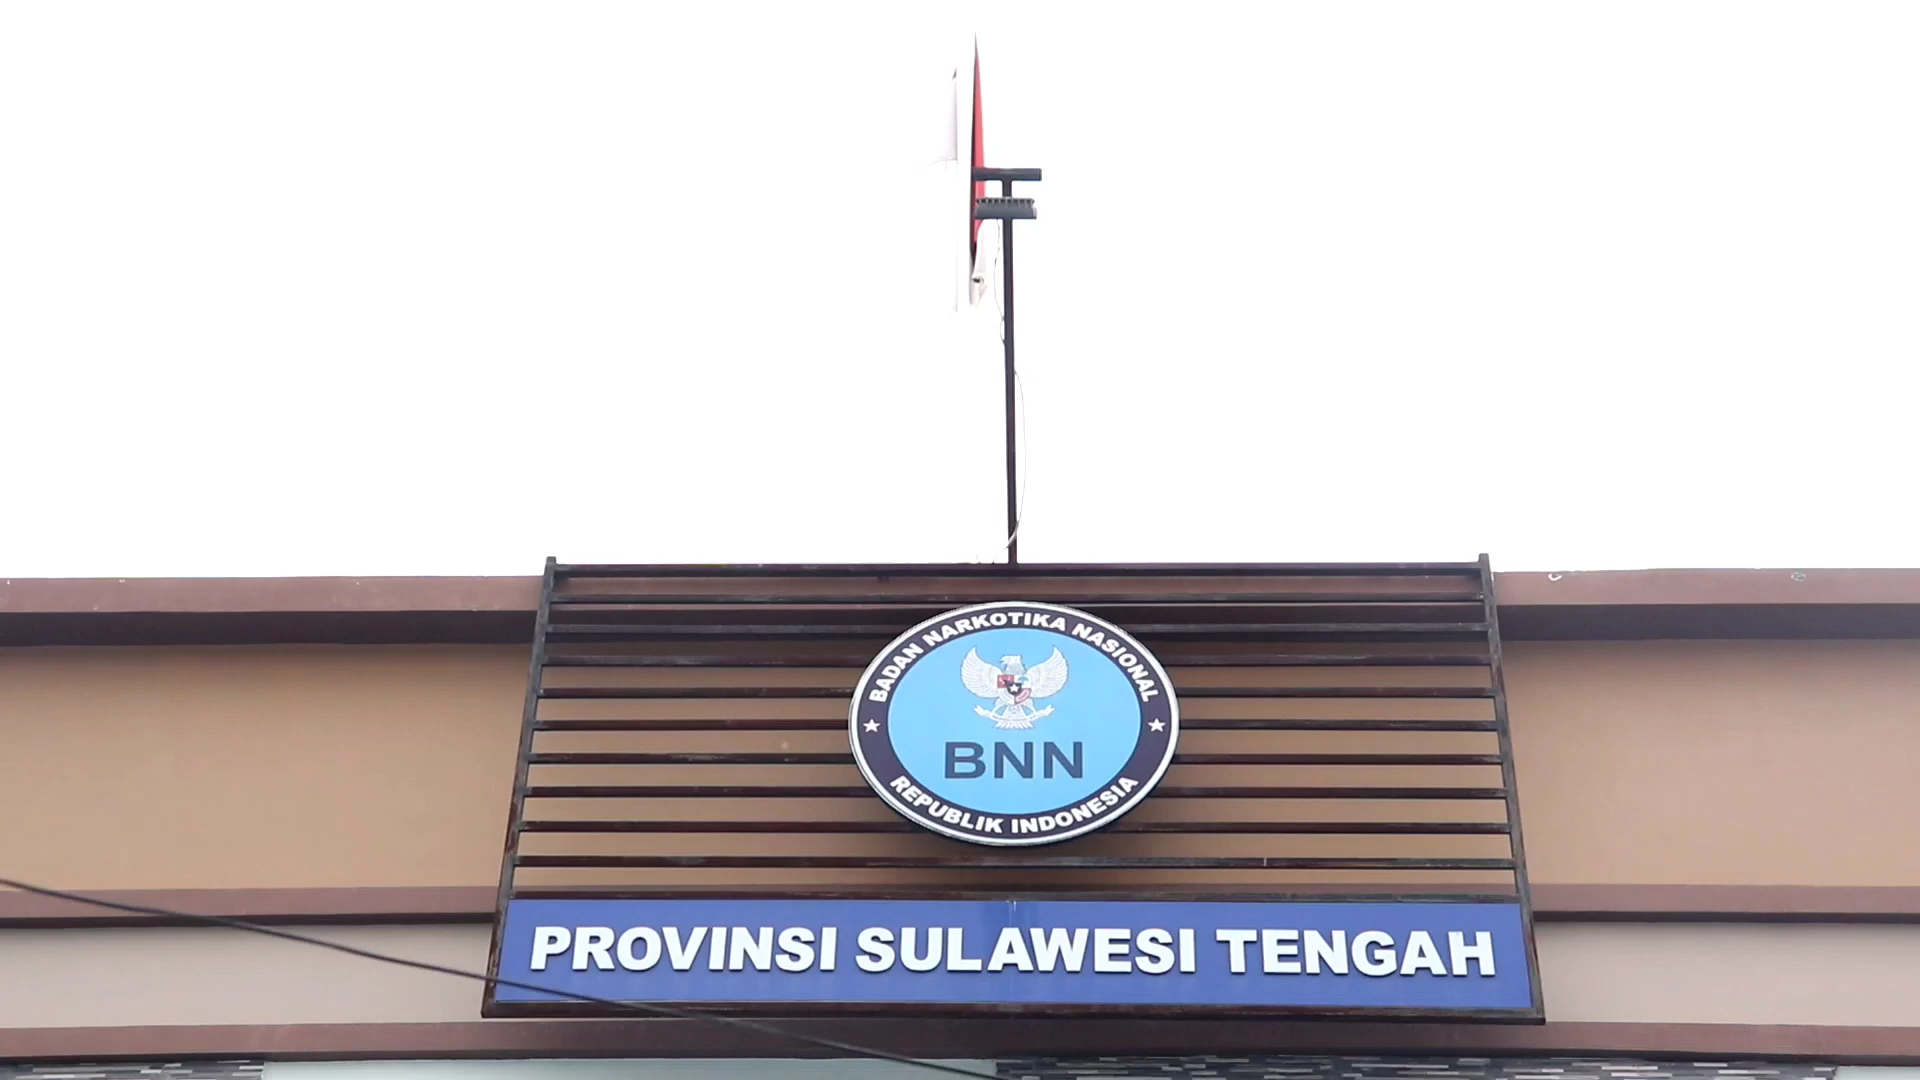 BADAN NARKOTIKA NASIONAL
BNN
REPUBLIK INDONESIA
PROVINSI SULAWESI TENGAH